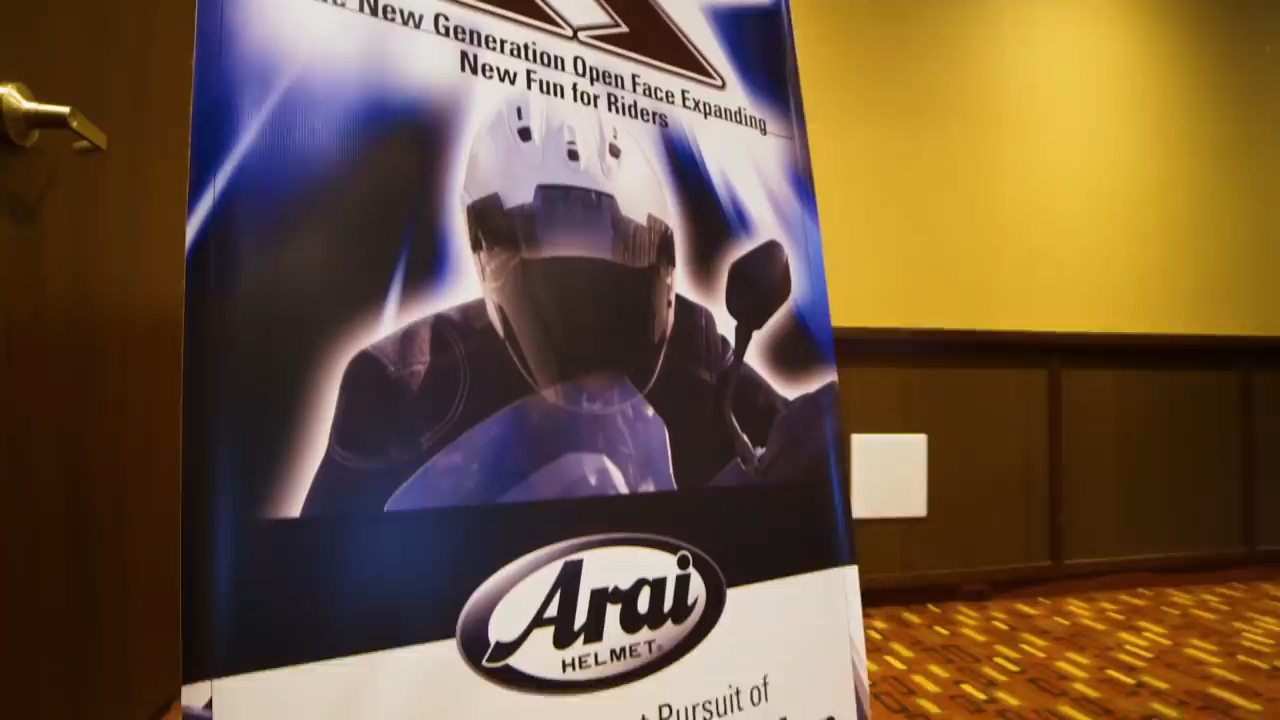 New Generation Open Face Expanding
New Fun for Riders
Arai
HELMET
Pursuit of